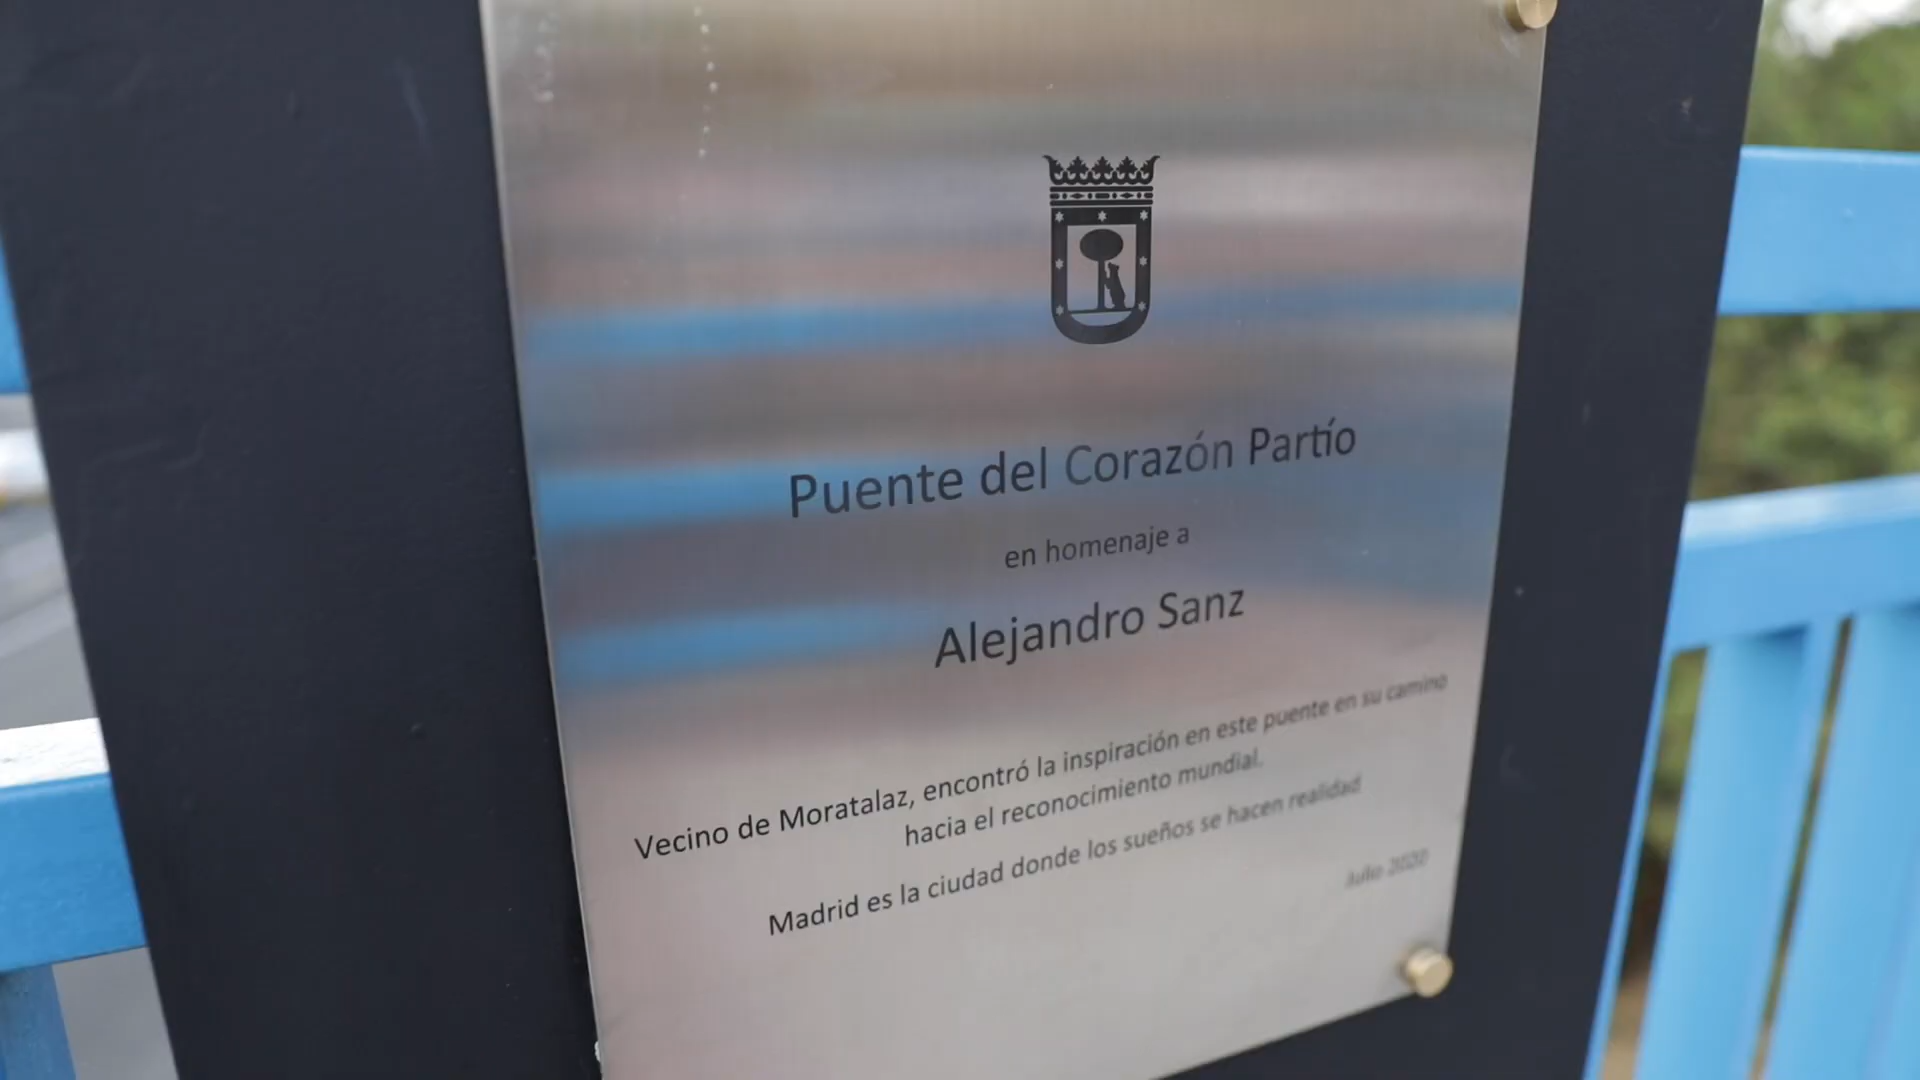 Puente del Corazón Partío
en homenaje a
Alejandro Sanz
Vecino de Moratalaz, encontró la inspiración en este puente en su camino
hacia el reconocimiento mundial.
Madrid es la ciudad donde los sueños se hacen realidad
Julio 2020